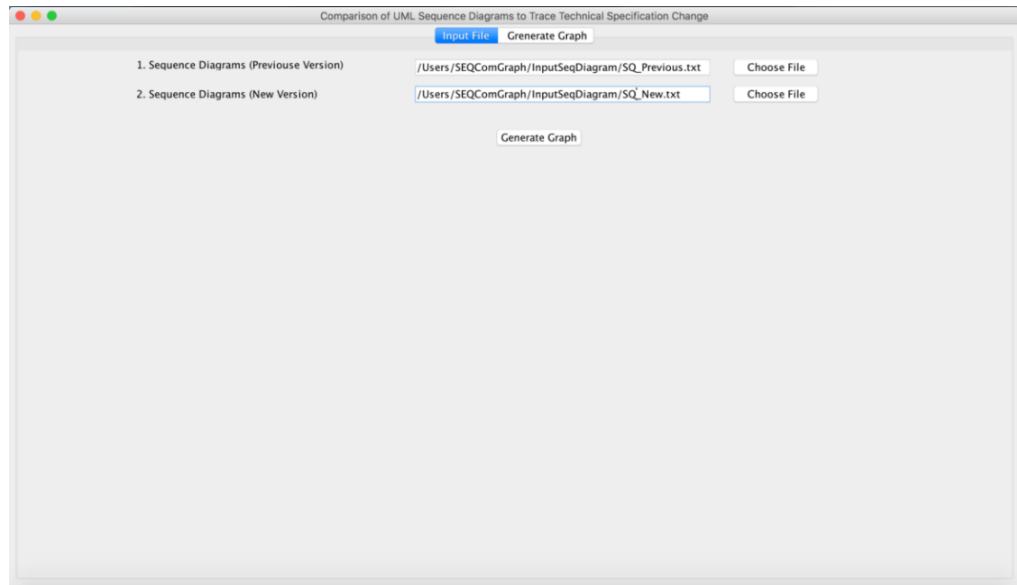 Comparison of UML Sequence Diagrams to Trace Technical Specification Change
Input File Grenerate Graph
1. Sequence Diagrams (Previouse Version) /Users/SEQComGraph/InputSeqDiagram/SQ_Previous.txt Choose File
2. Sequence Diagrams (New Version) /Users/SEQComGraph/InputSeqDiagram/SQ_New.txt Choose File
Generate Graph